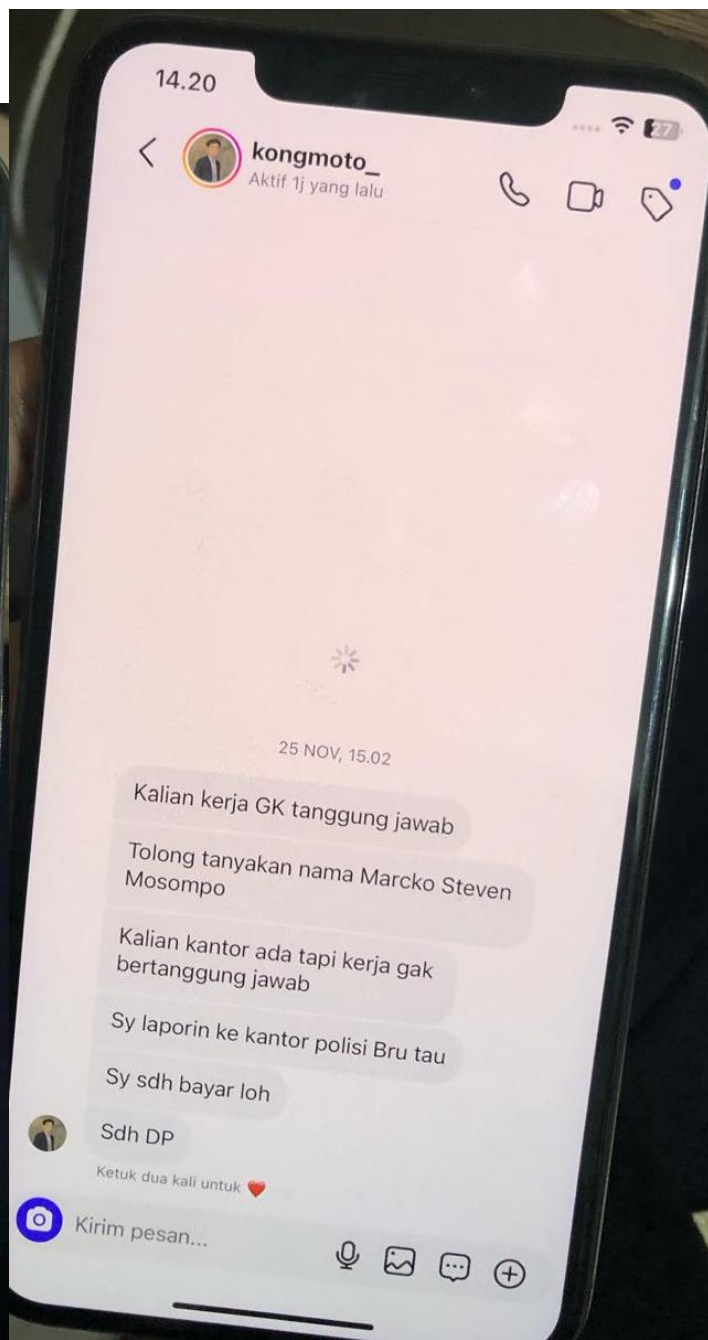 14.20
27
kongmoto_
Aktif 1j yang lalu
25 NOV, 15.02
Kalian kerja GK tanggung jawab
Tolong tanyakan nama Marcko Steven
Mosompo
Kalian kantor ada tapi kerja gak
bertanggung jawab
Sy laporin ke kantor polisi Bru tau
Sy sdh bayar loh
Sdh DP
Ketuk dua kali untuk ❤️
Kirim pesan...